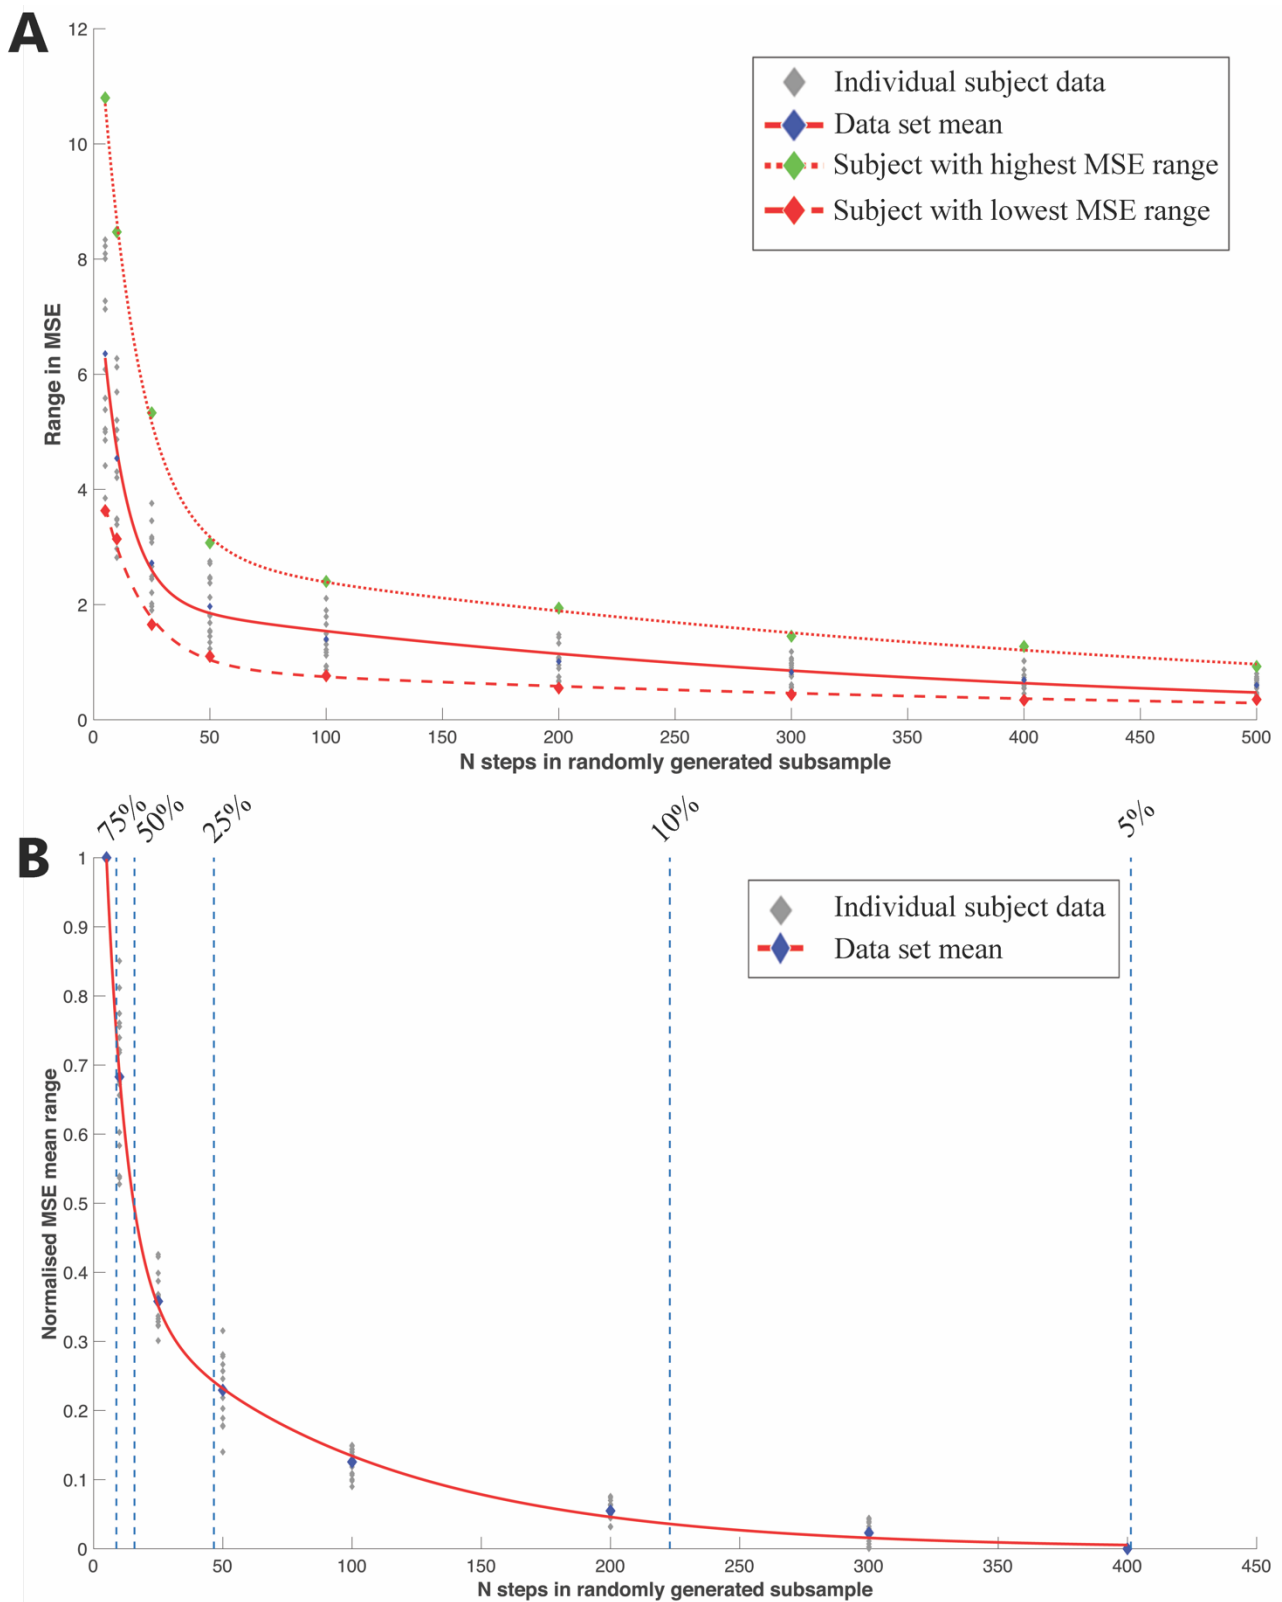 A
12
10
8
6
4
2
0
Range in MSE
Individual subject data
Data set mean
Subject with highest MSE range
Subject with lowest MSE range
0 50 100 150 200 250 300 350 400 450 500
N steps in randomly generated subsample
75% 50% 25% 10% 5%
B
1
0.9
0.8
0.7
0.6
0.5
0.4
0.3
0.2
0.1
0
Normalised MSE mean range
Individual subject data
Data set mean
0 50 100 150 200 250 300 350 400 450
N steps in randomly generated subsample